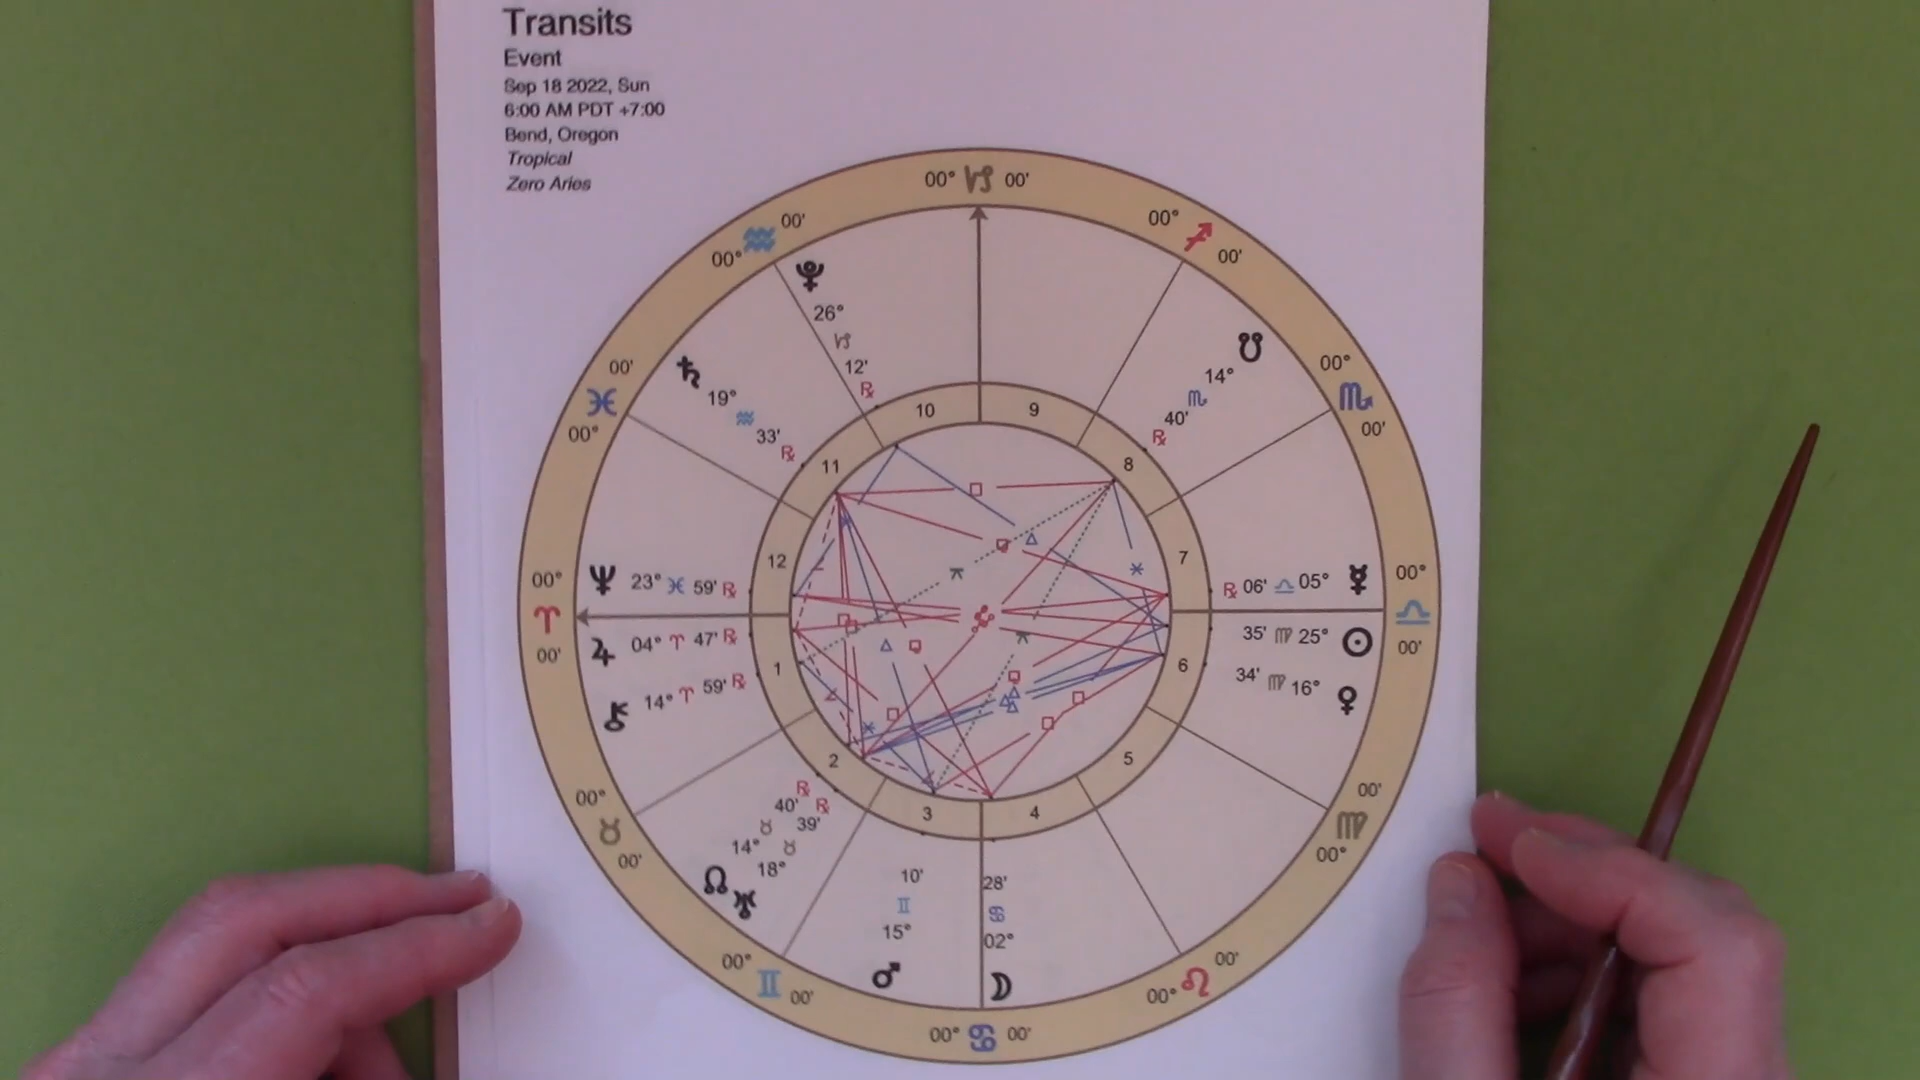 Transits
Event
Sep 18 2022, Sun
6:00 AM PDT +7:00
Bend, Oregon
Tropical
Zero Aries
00° ♑ 00'
00° ♐ 00'
00° ♒ 00'
♇ 26° ♑ 12' ℞
☋ 14° ♏ 40' ℞
00° ♏ 00'
♄ 19° ♒ 33' ℞
00' ♓ 00°
10 9
11 8
12 7
1 6
2 5
3 4
♆ 23° ♓ 59' ℞
℞ 06' ♎ 05° ☿
00° ♈ 00'
00° ♎ 00'
♃ 04° ♈ 47' ℞
35' ♍ 25° ☉
⚷ 14° ♈ 59' ℞
34' ♍ 16° ♀
00° ♉ 00'
00' ♍ 00°
℞ 40' ♉ 14° ☊
℞ 39' ♉ 18° ♅
10' ♊ 15° ♂
28' ♋ 02° ☽
00° ♊ 00'
00° ♌ 00'
00° ♋ 00'